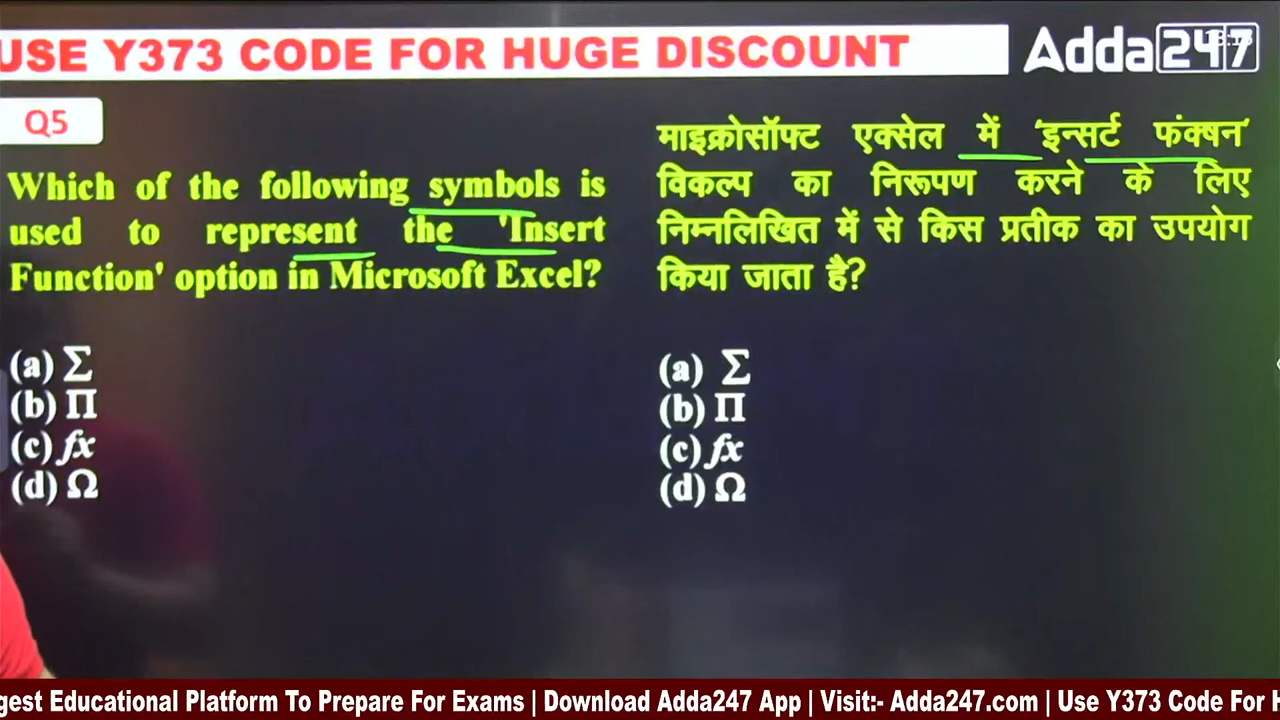 USE Y373 CODE FOR HUGE DISCOUNT
Adda247
Q5
Which of the following symbols is
used to represent the 'Insert
Function' option in Microsoft Excel?
(a) Σ
(b) Π
(c) fx
(d) Ω
माइक्रोसॉफ्ट एक्सेल में 'इन्सर्ट फंक्षन'
विकल्प का निरूपण करने के लिए
निम्नलिखित में से किस प्रतीक का उपयोग
किया जाता है?
(a) Σ
(b) Π
(c) fx
(d) Ω
gest Educational Platform To Prepare For Exams | Download Adda247 App | Visit:- Adda247.com | Use Y373 Code For H